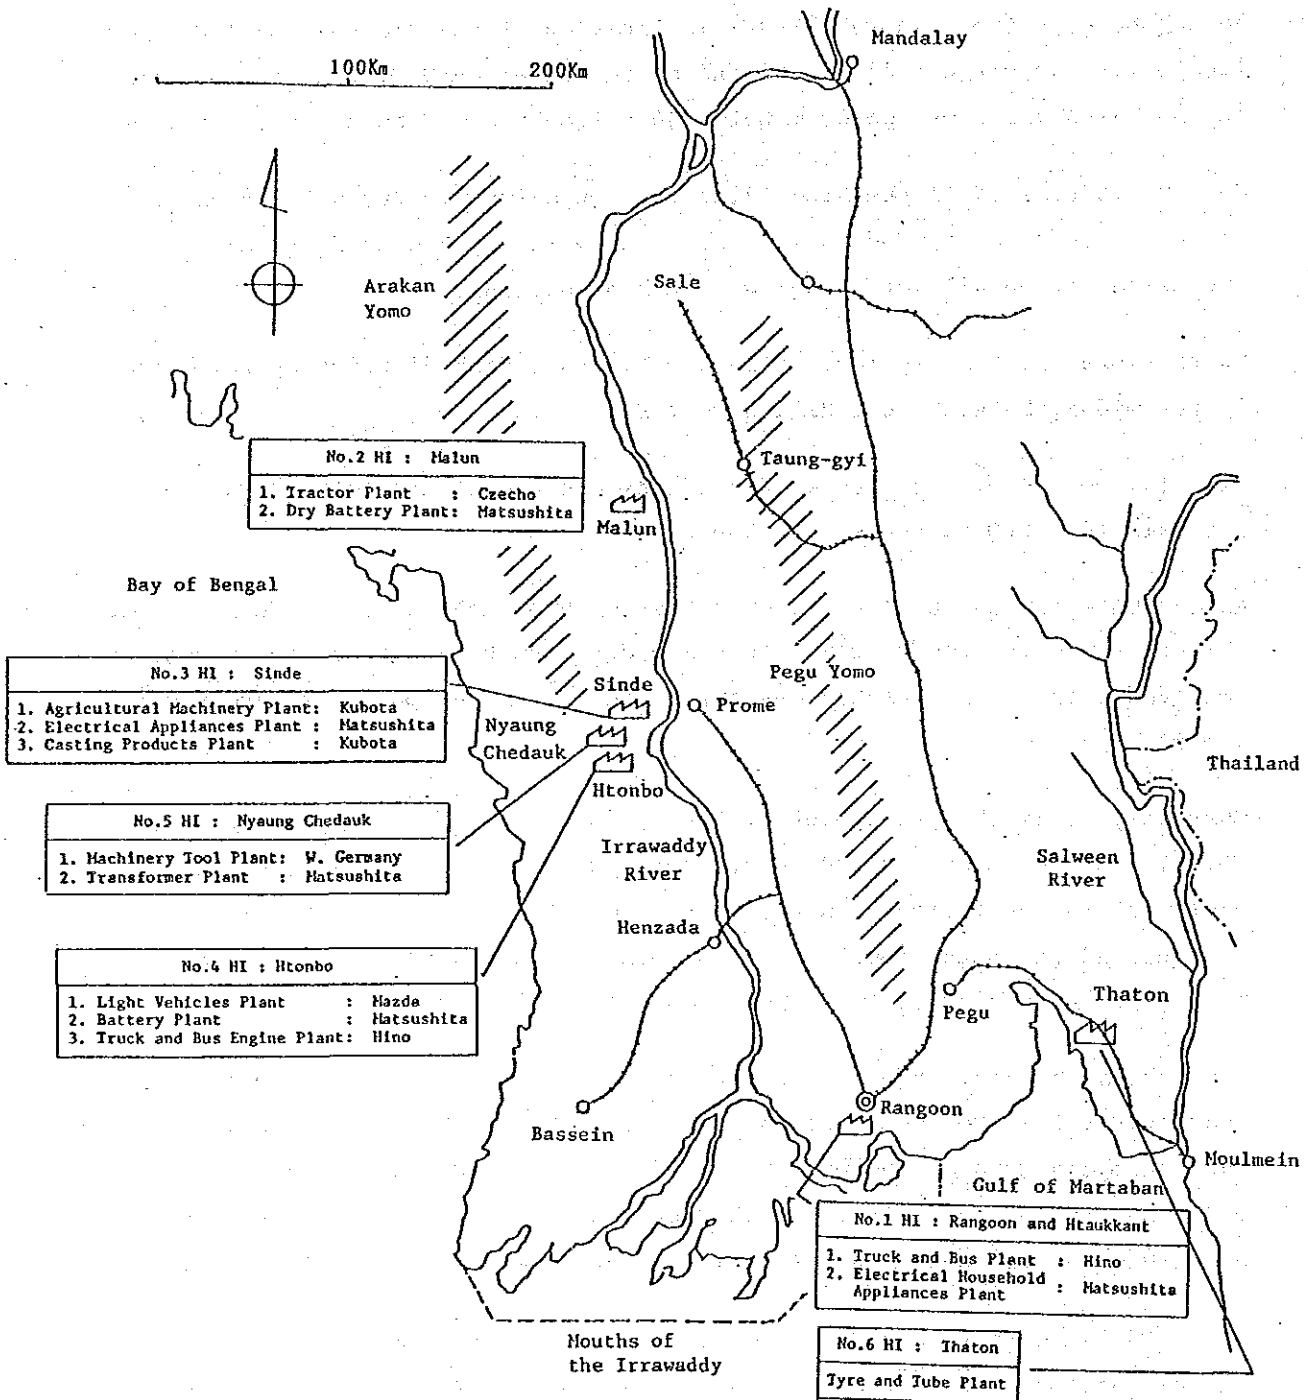 Mandalay
100Km 200Km
Arakan
Yomo
Sale
Taung-gyi
No.2 HI : Malun
1. Tractor Plant : Czecho
2. Dry Battery Plant: Matsushita
Malun
Bay of Bengal
No.3 HI : Sinde
1. Agricultural Machinery Plant: Kubota
2. Electrical Appliances Plant : Matsushita
3. Casting Products Plant : Kubota
Sinde
Nyaung
Chedauk
Htonbo
Prome
Pegu Yomo
Thailand
No.5 HI : Nyaung Chedauk
1. Machinery Tool Plant: W. Germany
2. Transformer Plant : Matsushita
Irrawaddy
River
Salween
River
Henzada
No.4 HI : Htonbo
1. Light Vehicles Plant : Mazda
2. Battery Plant : Matsushita
3. Truck and Bus Engine Plant: Hino
Pegu
Thaton
Rangoon
Bassein
Moulmein
Gulf of Martaban
No.1 HI : Rangoon and Htaukkant
1. Truck and Bus Plant : Hino
2. Electrical Household : Matsushita
Appliances Plant
Mouths of
the Irrawaddy
No.6 HI : Thaton
Tyre and Tube Plant